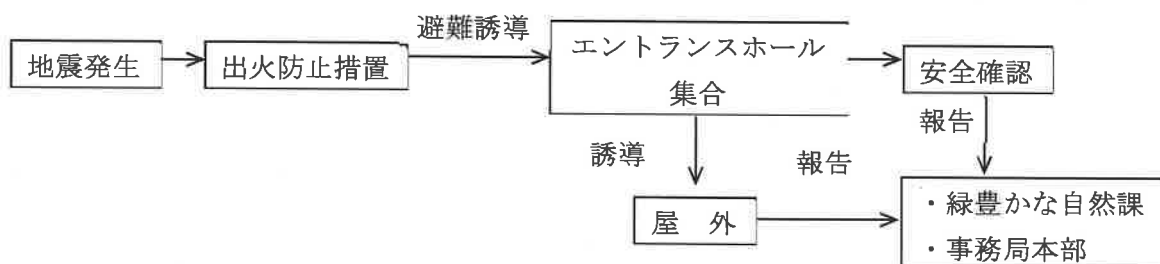 地震発生
出火防止措置
避難誘導
エントランスホール
集合
安全確認
誘導
報告
報告
屋 外
・緑豊かな自然課
・事務局本部